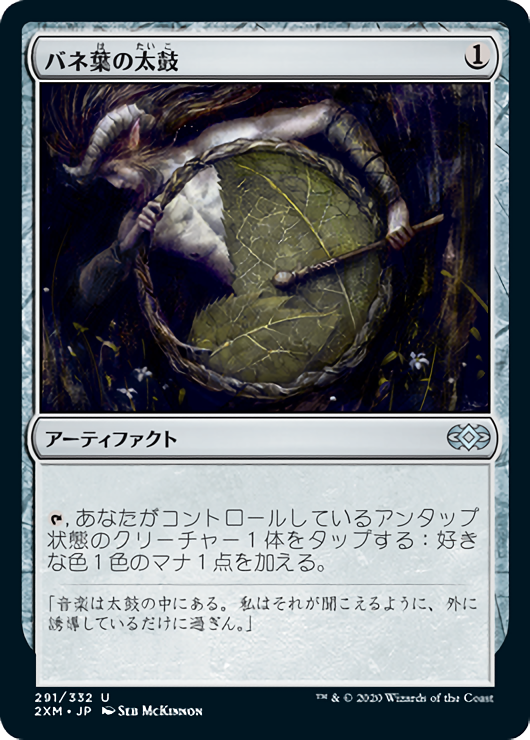 バネ葉の太鼓
は たいこ
1
アーティファクト
,あなたがコントロールしているアンタップ
状態のクリーチャー1体をタップする:好き
な色1色のマナ1点を加える。
「音楽は太鼓の中にある。私はそれが聞こえるように、外に
誘導しているだけに過ぎん。」
291/332 U
2XM • JP Seb McKinnon
™ & © 2020 Wizards of the Coast